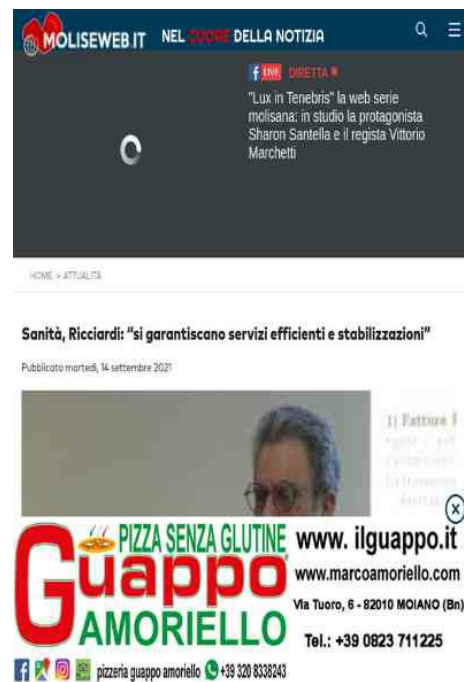 MOLISEWEB.IT NEL CUORE DELLA NOTIZIA
f LIVE DIRETTA
"Lux in Tenebris" la web serie
molisana: in studio la protagonista
Sharon Santella e il regista Vittorio
Marchetti
HOME » ATTUALITÀ
Sanità, Ricciardi: “si garantiscano servizi efficienti e stabilizzazioni”
Pubblicato martedì, 14 settembre 2021
1) Fatture
PIZZA SENZA GLUTINE
Guappo
AMORIELLO
www. ilguappo.it
www.marcoamoriello.com
Via Tuoro, 6 - 82010 MOIANO (Bn)
Tel.: +39 0823 711225
pizzeria guappo amoriello +39 320 8338243